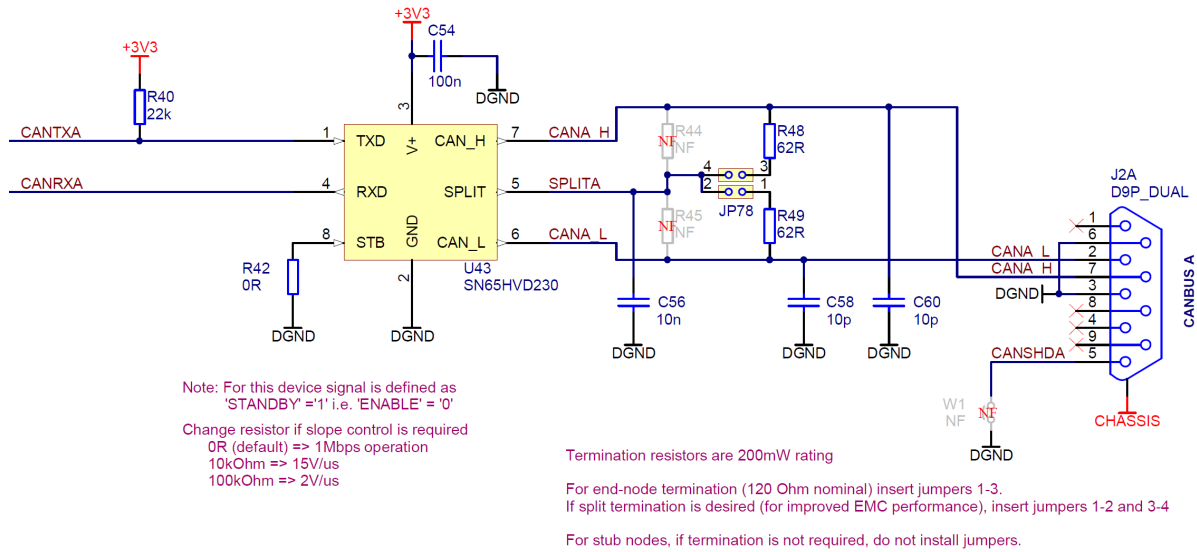 +3V3
C54
100n
DGND
+3V3
R40
22k
CANTXA
CANRXA
3
V+
1
TXD
CAN_H
7
CANA_H
4
RXD
SPLIT
5
SPLITA
8
STB
GND
CAN_L
6
CANA_L
2
U43
SN65HVD230
R42
0R
DGND
DGND
R44
NF
NF
R48
62R
4
3
2
1
JP78
R45
NF
NF
R49
62R
C56
10n
DGND
C58
10p
DGND
C60
10p
DGND
J2A
D9P_DUAL
1
6
CANA_L
2
CANA_H
7
DGND
3
8
4
9
CANSHDA
5
CANBUS A
CHASSIS
W1
NF
NF
DGND
Note: For this device signal is defined as
'STANDBY' ='1' i.e. 'ENABLE' = '0'
Change resistor if slope control is required
0R (default) => 1Mbps operation
10kOhm => 15V/us
100kOhm => 2V/us
Termination resistors are 200mW rating
For end-node termination (120 Ohm nominal) insert jumpers 1-3.
If split termination is desired (for improved EMC performance), insert jumpers 1-2 and 3-4
For stub nodes, if termination is not required, do not install jumpers.